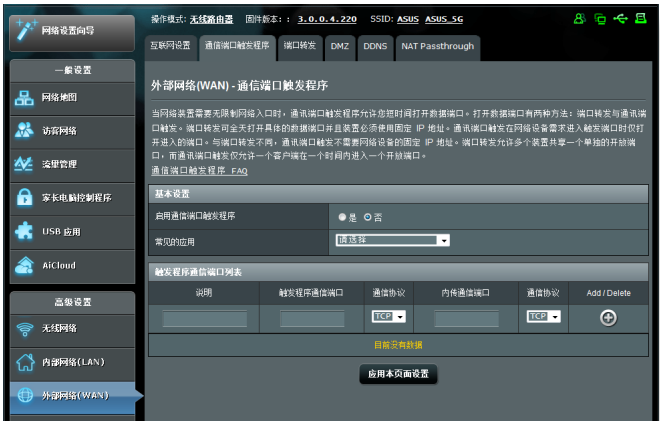 网络设置向导
操作模式: 无线路由器 固件版本: : 3.0.0.4.220 SSID: ASUS ASUS_5G
互联网设置 通信端口触发程序 端口转发 DMZ DDNS NAT Passthrough
一般设置
网络地图
访客网络
流量管理
家长电脑控制程序
USB 应用
AiCloud
高级设置
无线网络
内部网络(LAN)
外部网络(WAN)
外部网络(WAN) - 通信端口触发程序
当网络装置需要无限制网络入口时，通讯端口触发程序允许您短时间打开数据端口。打开数据端口有两种方法：端口转发与通讯端
口触发。端口转发可全天打开具体的数据端口并且装置必须使用固定 IP 地址。通讯端口触发在网络设备需求进入触发端口时仅打
开进入的端口。与端口转发不同，通讯端口触发不需要网络设备的固定 IP 地址。端口转发允许多个装置共享一个单独的开放端
口，而通讯端口触发仅允许一个客户端在一个时间内进入一个开放端口。
通信端口触发程序 FAQ
基本设置
启用通信端口触发程序 是 否
常见的应用 请选择
触发程序通信端口列表
说明 触发程序通信端口 通信协议 内传通信端口 通信协议 Add / Delete
TCP TCP
目前没有数据
应用本页面设置